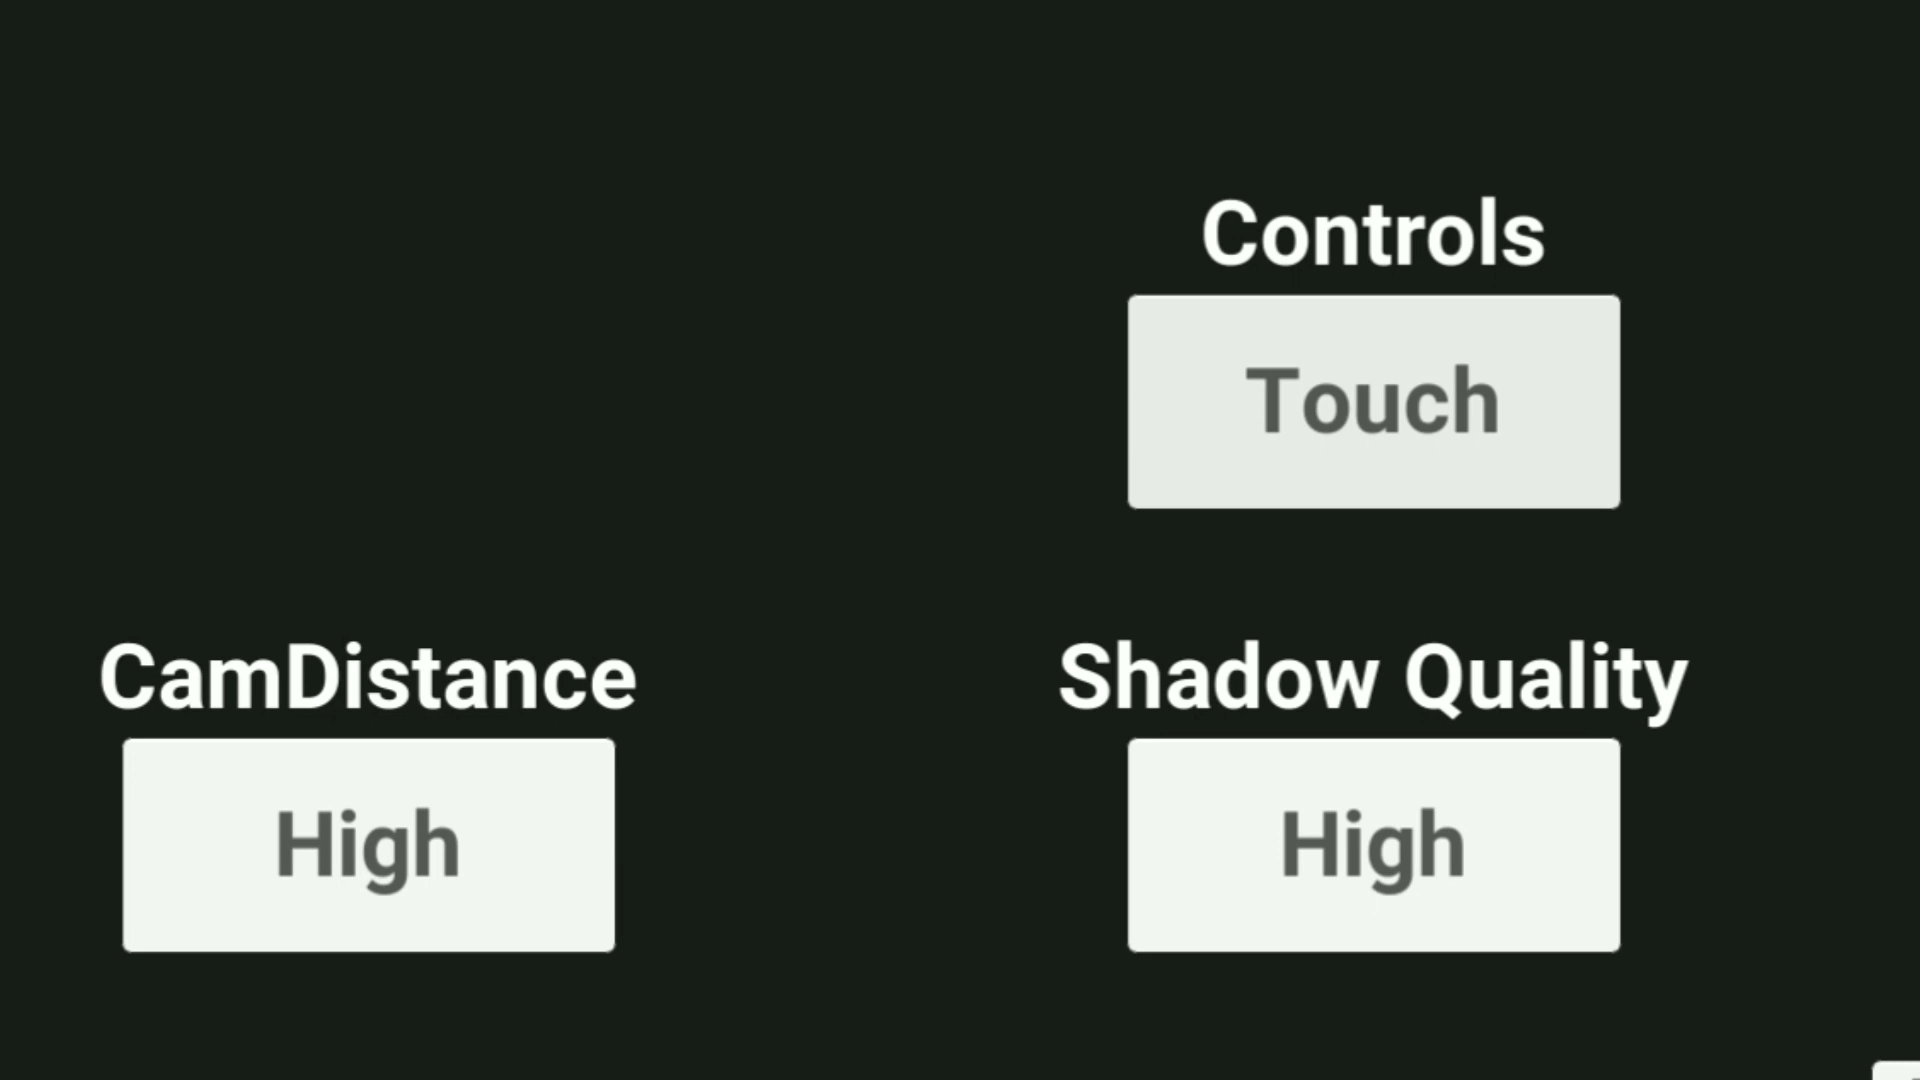 Controls
Touch
CamDistance
Shadow Quality
High
High